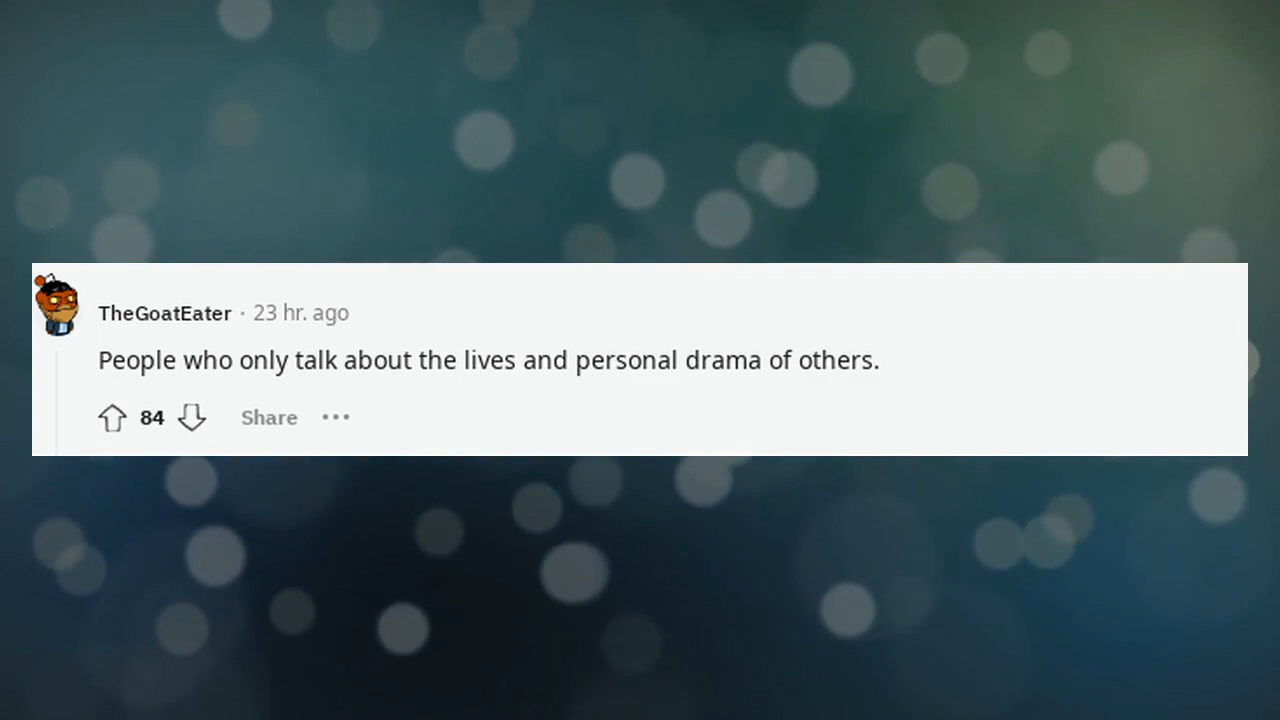 TheGoatEater · 23 hr. ago
People who only talk about the lives and personal drama of others.
84 Share •••